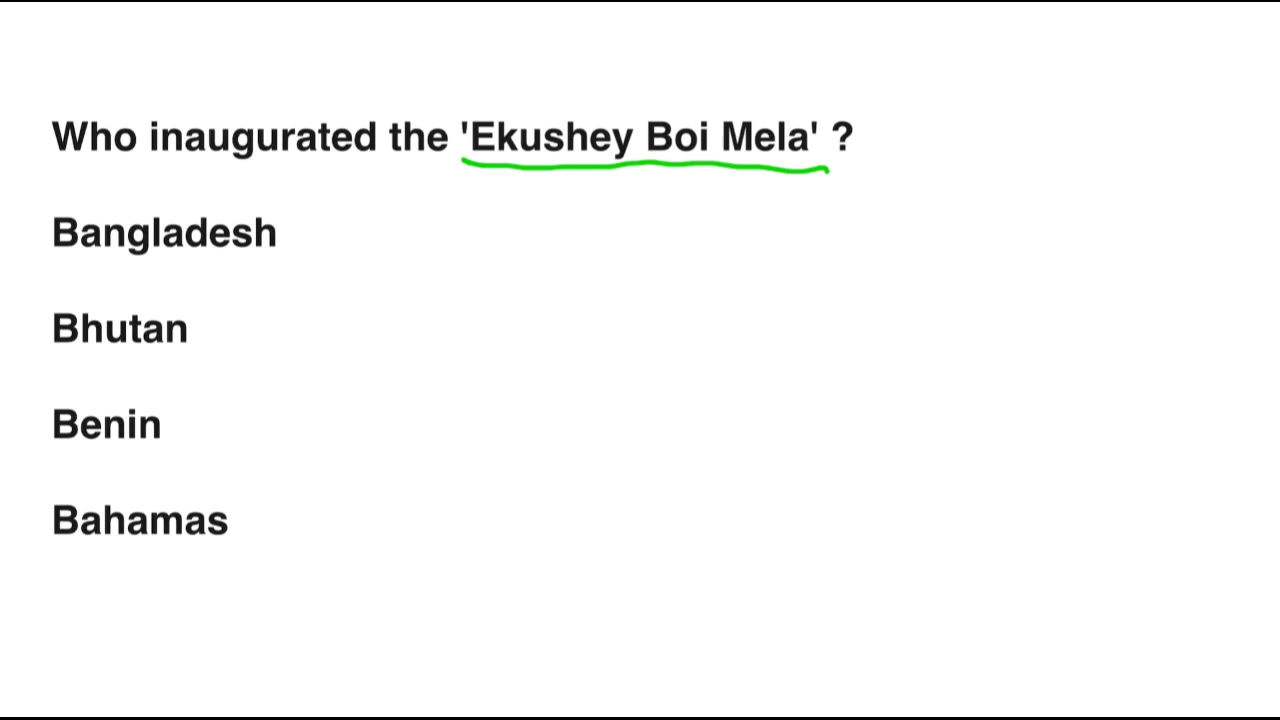 Who inaugurated the 'Ekushey Boi Mela' ?
Bangladesh
Bhutan
Benin
Bahamas